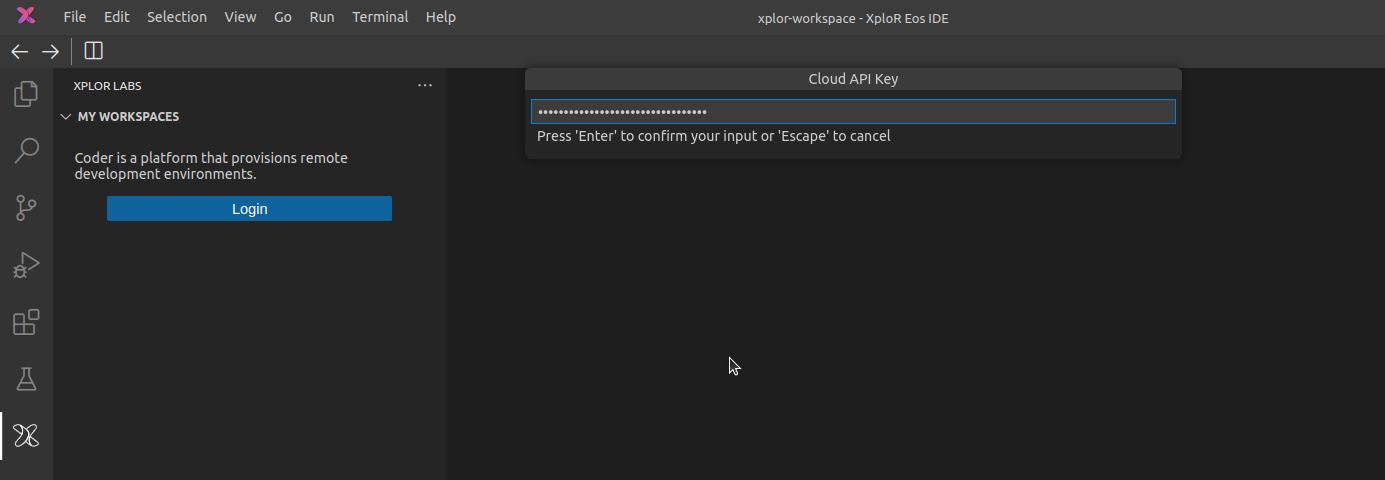 File Edit Selection View Go Run Terminal Help
xplor-workspace - XploR Eos IDE
XPLOR LABS
MY WORKSPACES
Coder is a platform that provisions remote
development environments.
Login
Cloud API Key
•••••••••••••••••••••••••••••••••
Press 'Enter' to confirm your input or 'Escape' to cancel